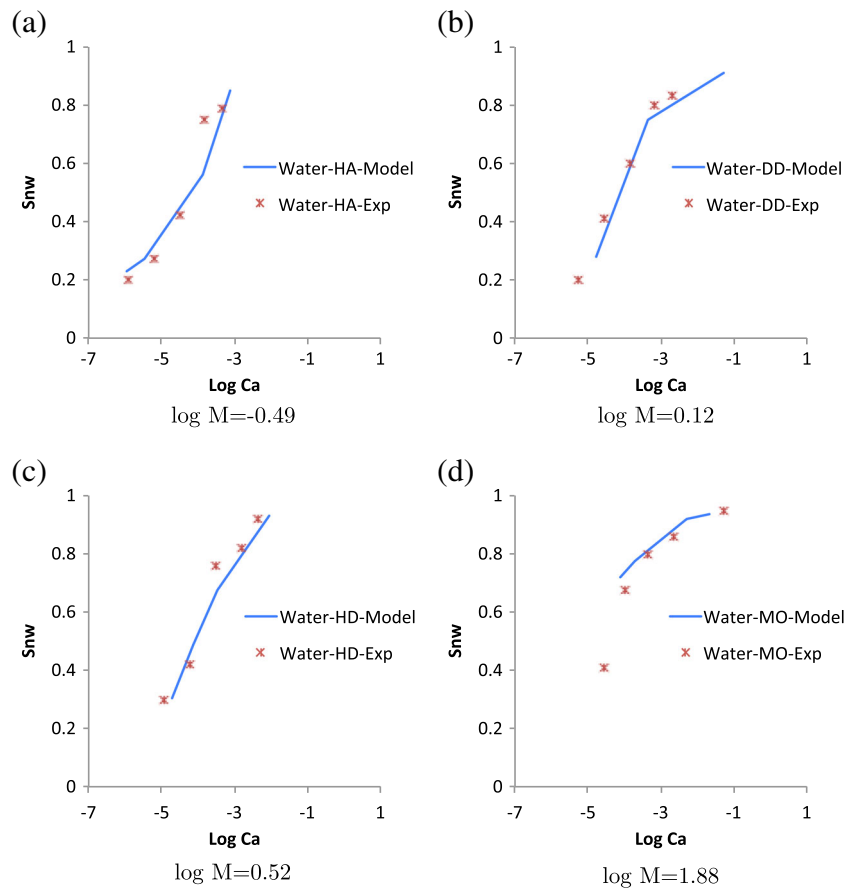 (a)
1
0.8
0.6
0.4
0.2
0
Snw
-7 -5 -3 -1 1
Log Ca
Water-HA-Model
Water-HA-Exp
log M=-0.49
(b)
1
0.8
0.6
0.4
0.2
0
Snw
-7 -5 -3 -1 1
Log Ca
Water-DD-Model
Water-DD-Exp
log M=0.12
(c)
1
0.8
0.6
0.4
0.2
0
Snw
-7 -5 -3 -1 1
Log Ca
Water-HD-Model
Water-HD-Exp
log M=0.52
(d)
1
0.8
0.6
0.4
0.2
0
Snw
-7 -5 -3 -1 1
Log Ca
Water-MO-Model
Water-MO-Exp
log M=1.88